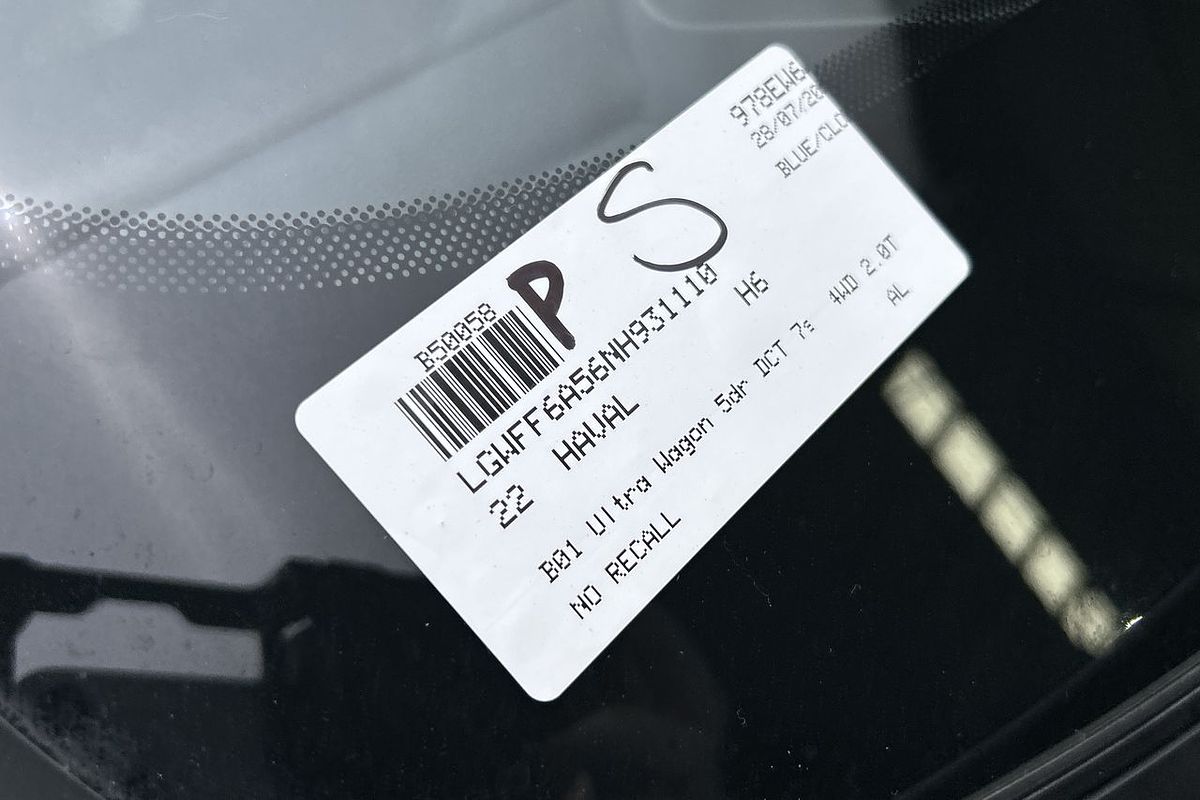 978EW6
28/07/20
BLUE/CLO
S
P
B50058
LGWFF6A56NH931110
22 HAVAL H6
B01 Ultra Wagon 5dr DCT 7s 4WD 2.0T
NO RECALL AL